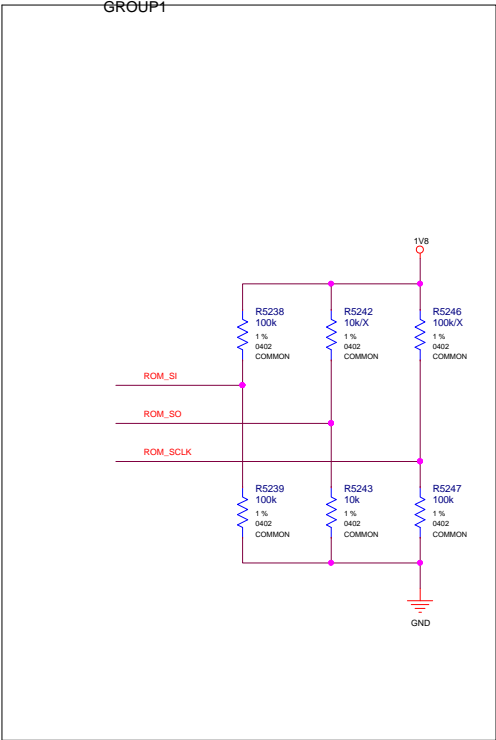 GROUP1
1V8
R5238
100k
1 %
0402
COMMON
R5242
10k/X
1 %
0402
COMMON
R5246
100k/X
1 %
0402
COMMON
ROM_SI
ROM_SO
ROM_SCLK
R5239
100k
1 %
0402
COMMON
R5243
10k
1 %
0402
COMMON
R5247
100k
1 %
0402
COMMON
GND